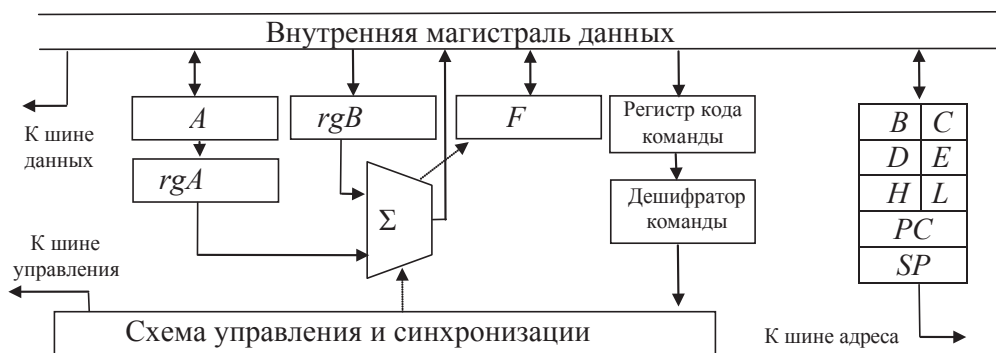 Внутренняя магистраль данных
A
rgB
F
Регистр кода
команды
B C
К шине
данных
D E
rgA
H L
Дешифратор
команды
Σ
PC
К шине
управления
SP
Схема управления и синхронизации
К шине адреса